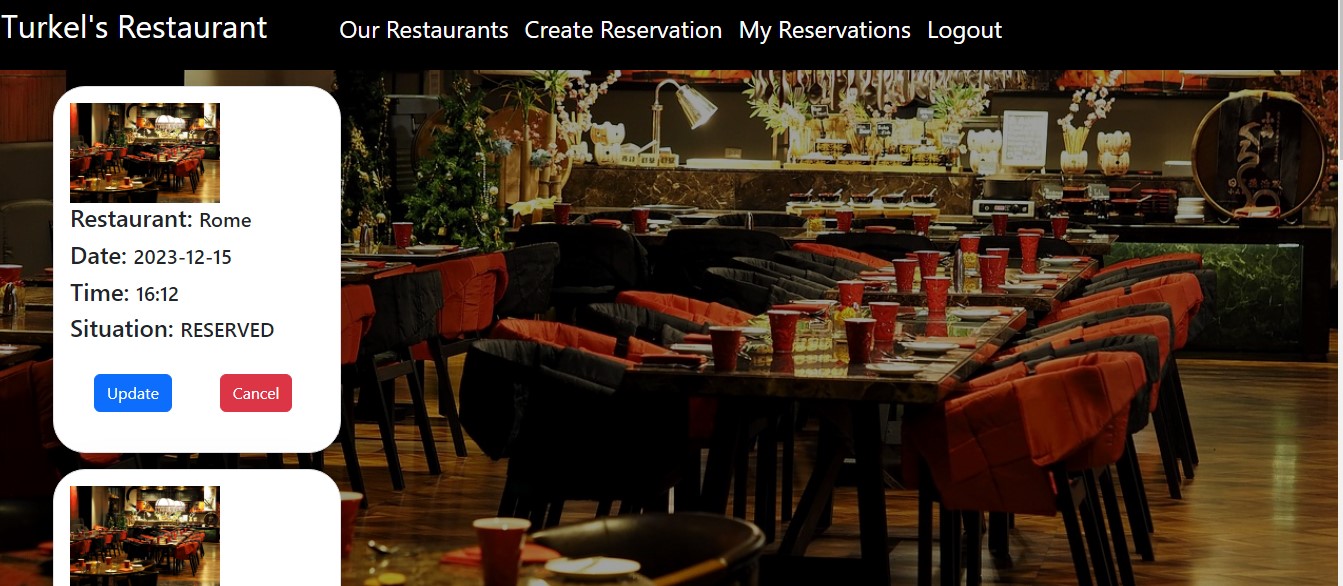 Turkel's Restaurant Our Restaurants Create Reservation My Reservations Logout
Restaurant: Rome
Date: 2023-12-15
Time: 16:12
Situation: RESERVED
Update Cancel